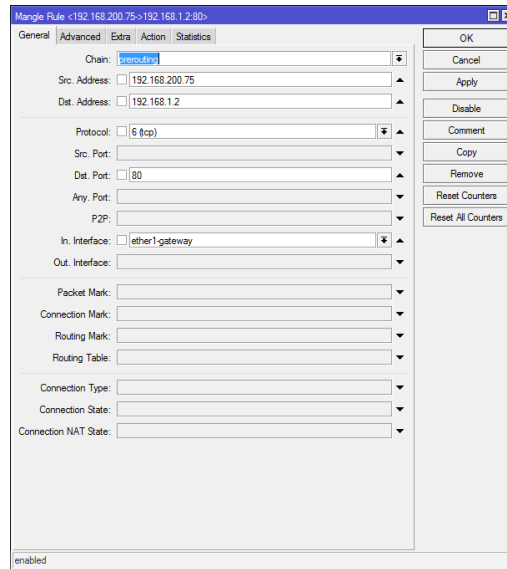 Mangle Rule <192.168.200.75->192.168.1.2:80>
General Advanced Extra Action Statistics
Chain: prerouting
Src. Address: 192.168.200.75
Dst. Address: 192.168.1.2
Protocol: 6 (tcp)
Src. Port:
Dst. Port: 80
Any. Port:
P2P:
In. Interface: ether1-gateway
Out. Interface:
Packet Mark:
Connection Mark:
Routing Mark:
Routing Table:
Connection Type:
Connection State:
Connection NAT State:
OK
Cancel
Apply
Disable
Comment
Copy
Remove
Reset Counters
Reset All Counters
enabled